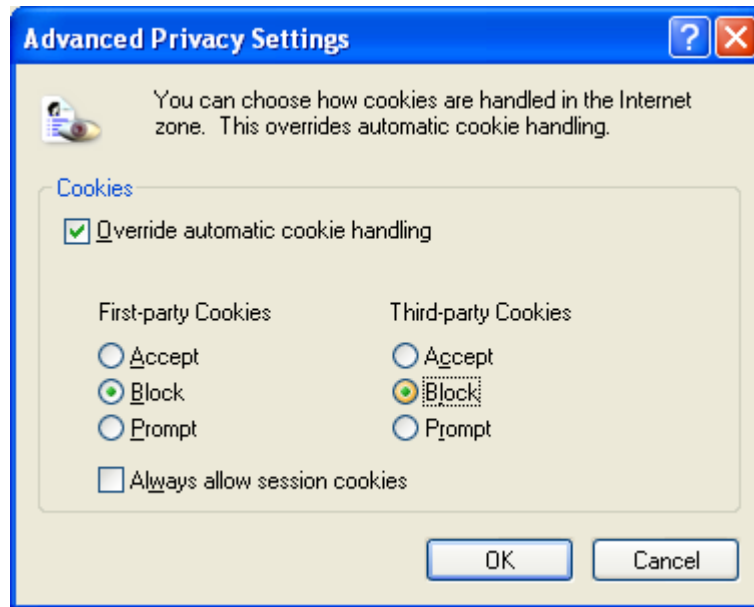 Advanced Privacy Settings
You can choose how cookies are handled in the Internet
zone.  This overrides automatic cookie handling.
Cookies
Override automatic cookie handling
First-party Cookies Third-party Cookies
Accept Accept
Block Block
Prompt Prompt
Always allow session cookies
OK Cancel